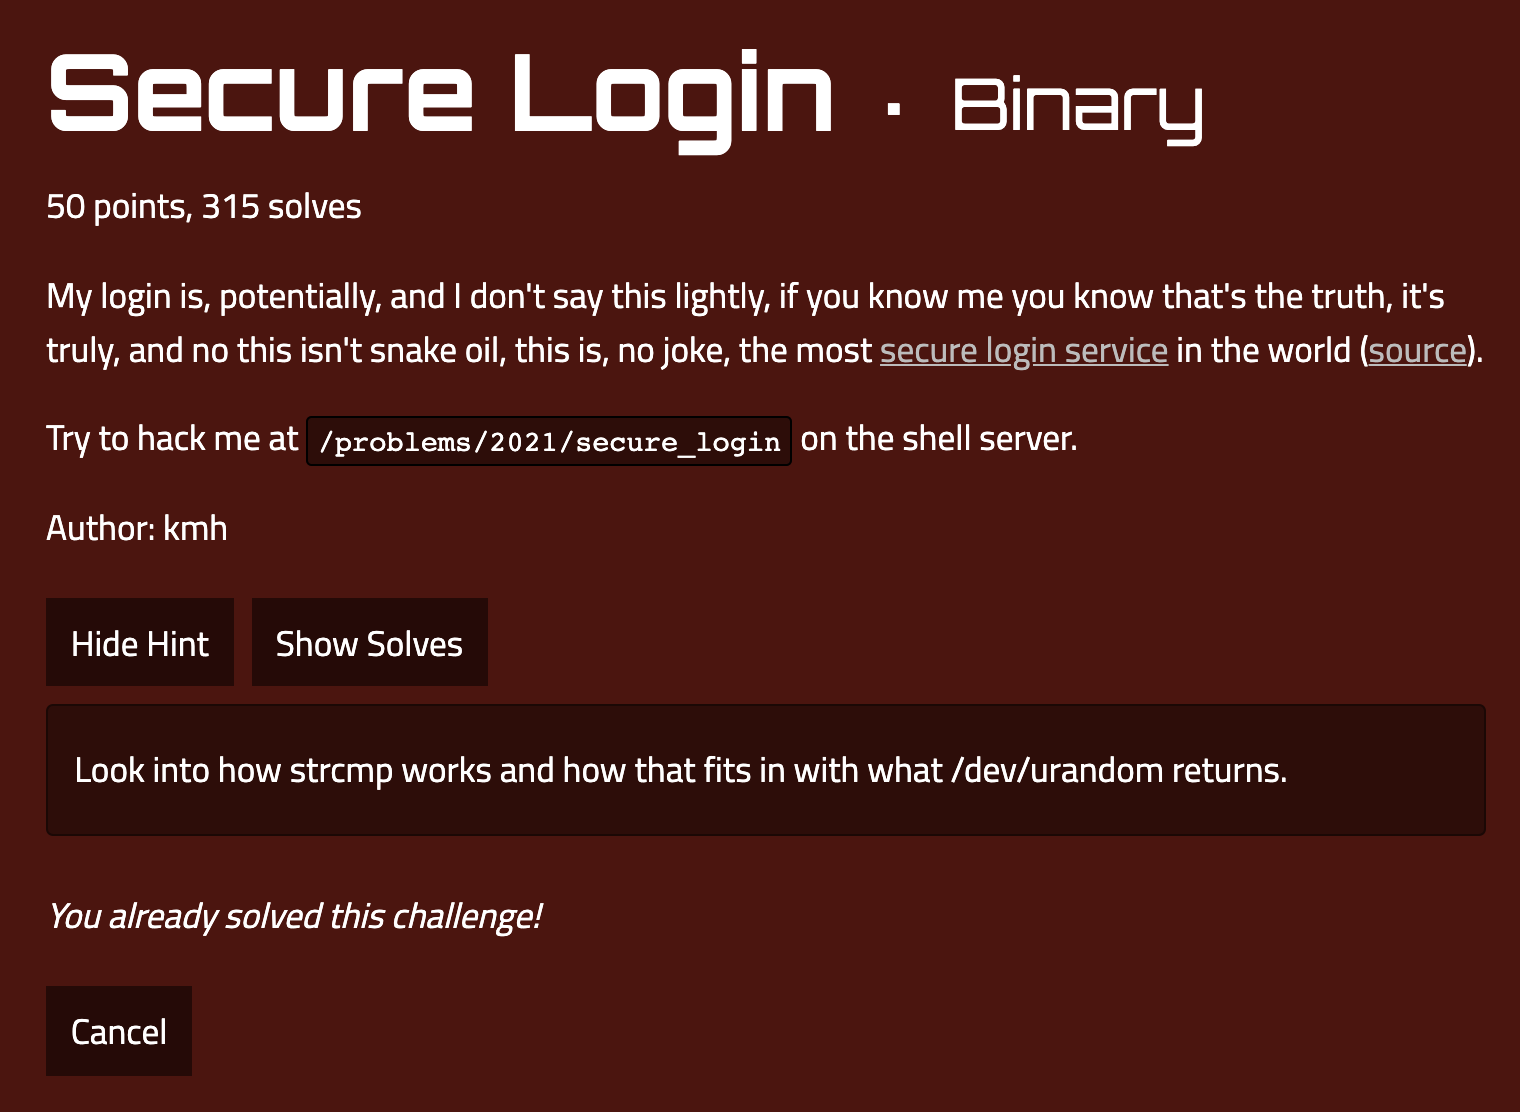 Secure Login · Binary
50 points, 315 solves
My login is, potentially, and I don't say this lightly, if you know me you know that's the truth, it's
truly, and no this isn't snake oil, this is, no joke, the most secure login service in the world (source).
Try to hack me at /problems/2021/secure_login on the shell server.
Author: kmh
Hide Hint Show Solves
Look into how strcmp works and how that fits in with what /dev/urandom returns.
You already solved this challenge!
Cancel